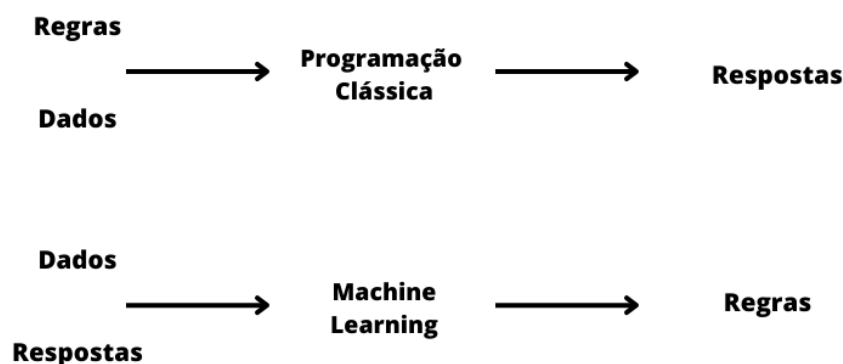 Regras
Programação
Clássica
Respostas
Dados
Dados
Machine
Learning
Regras
Respostas